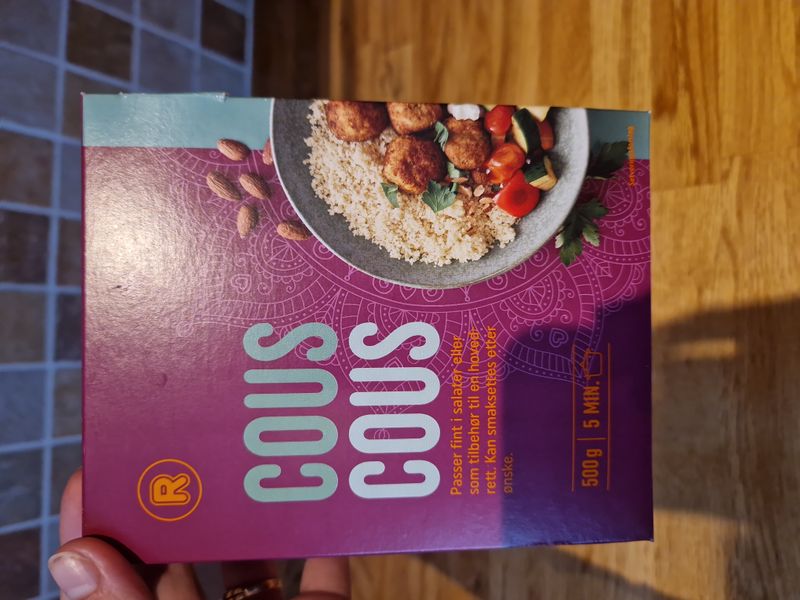 R
COUS
COUS
Passer fint i salater eller
som tilbehør til en hoved-
rett. Kan smaksettes etter
ønske.
500g | 5 MIN.
Serveringsforslag